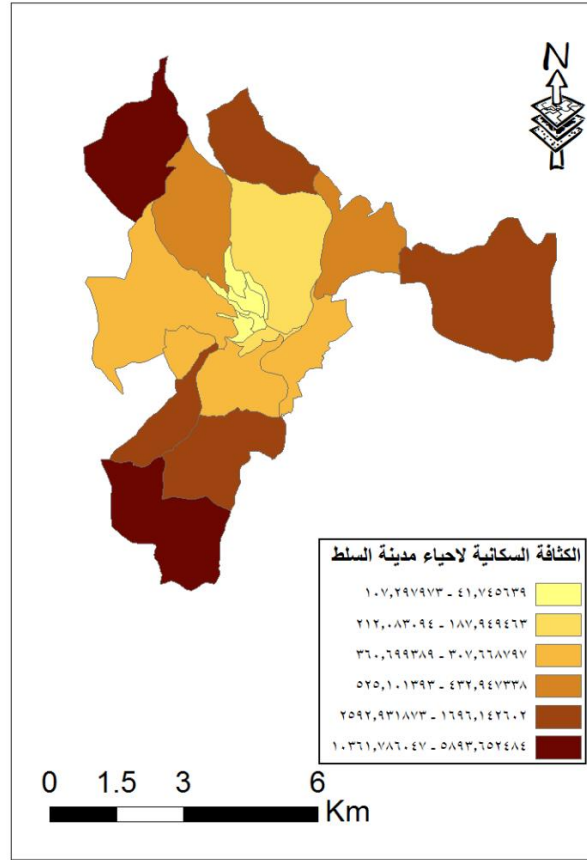 N
الكثافة السكانية لاحياء مدينة السلط
٤١,٧٤٥٦٣٩ - ١٠٧,٢٩٧٩٧٣
١٨٧,٩٤٩٤٦٣ - ٢١٢,٠٨٣٠٩٤
٣٠٧,٦٦٨٧٩٧ - ٣٦٠,٦٩٩٣٨٩
٤٣٢,٩٤٧٣٣٨ - ٥٢٥,١٠١٣٩٣
١٦٩٦,١٤٢٦٠٢ - ٢٥٩٢,٩٣١٨٧٣
٥٨٩٣,٦٥٢٤٨٤ - ١٠٣٦١,٧٨٦٠٤٧
0 1.5 3 6
Km